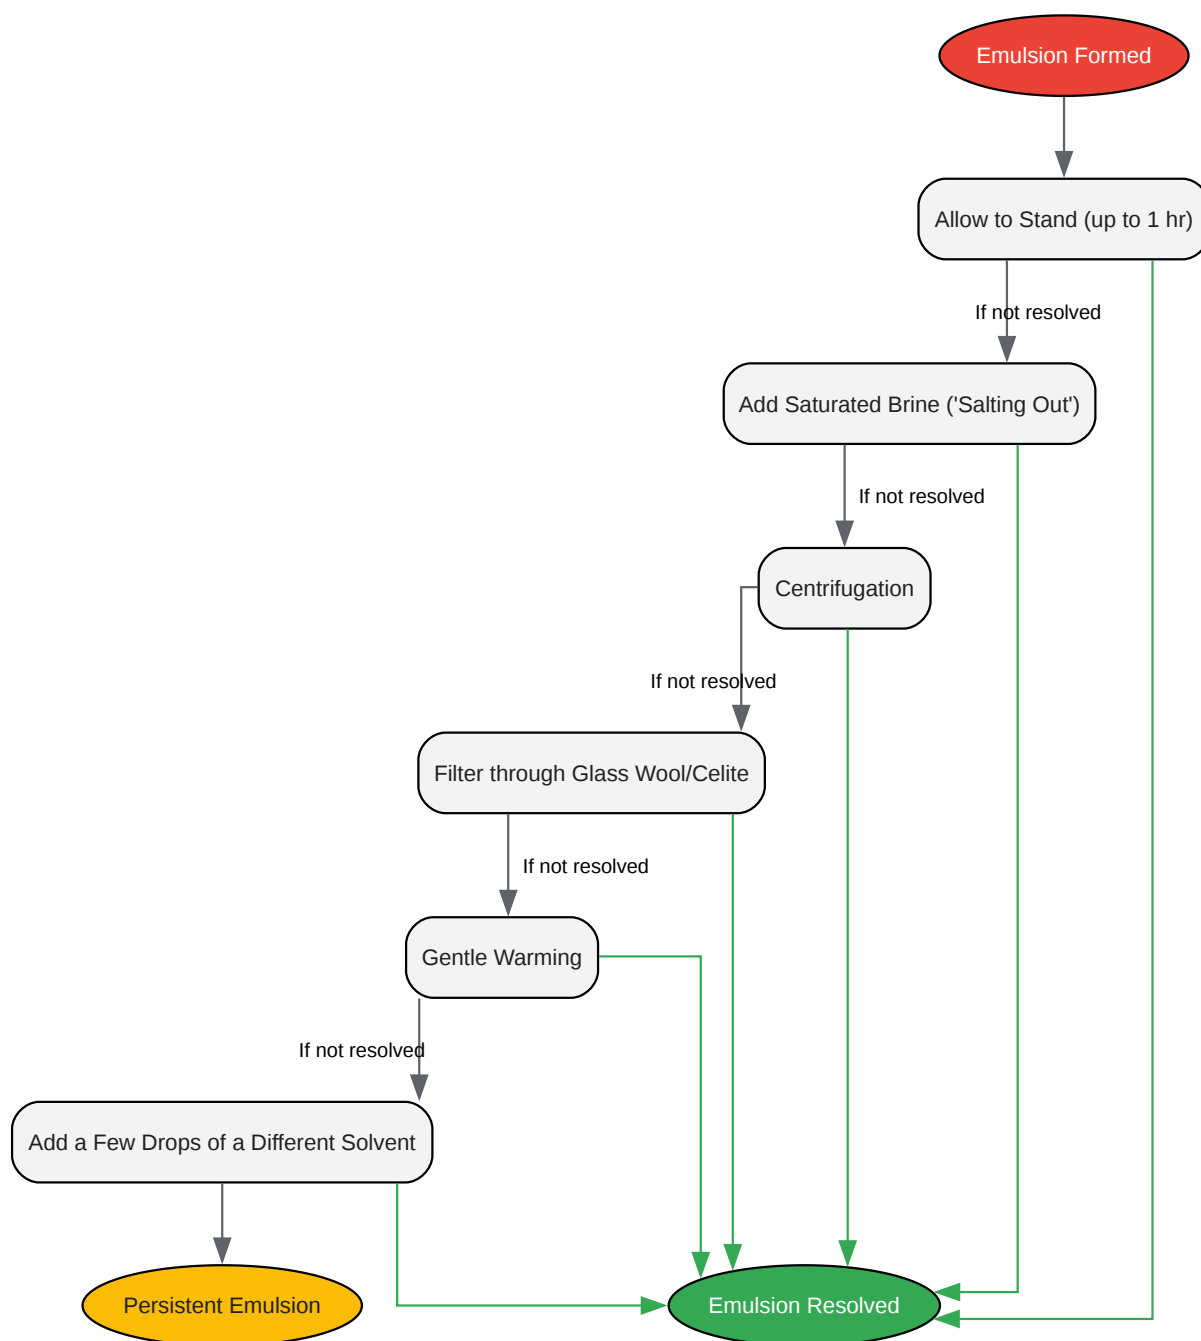 Emulsion Formed
Allow to Stand (up to 1 hr)
If not resolved
Add Saturated Brine ('Salting Out')
If not resolved
Centrifugation
If not resolved
Filter through Glass Wool/Celite
If not resolved
Gentle Warming
If not resolved
Add a Few Drops of a Different Solvent
Persistent Emulsion
Emulsion Resolved